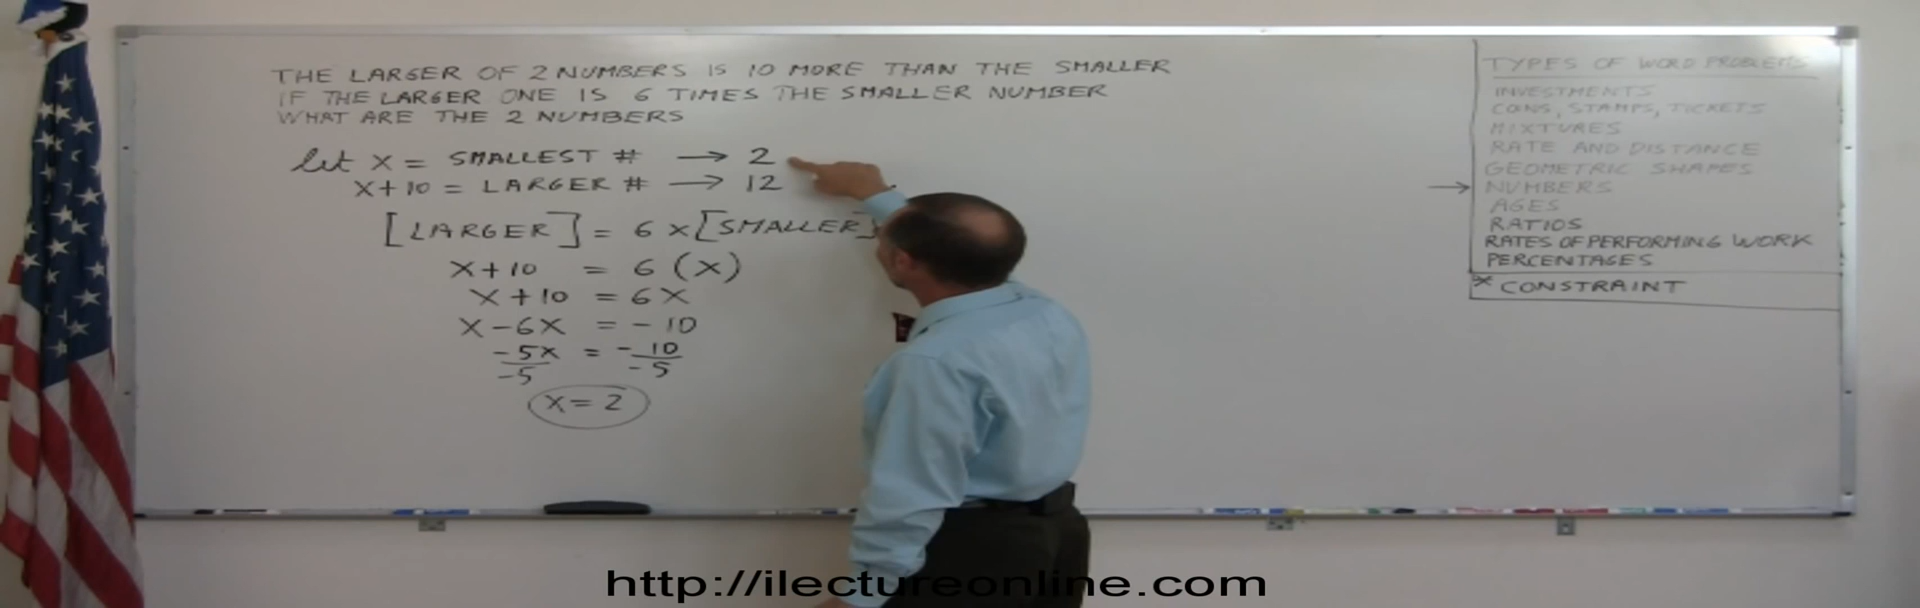 THE LARGER OF 2 NUMBERS IS 10 MORE THAN THE SMALLER
IF THE LARGER ONE IS 6 TIMES THE SMALLER NUMBER
WHAT ARE THE 2 NUMBERS
let X = SMALLEST # → 2
X+10 = LARGER # → 12
[LARGER] = 6 × [SMALLER]
X+10 = 6 (X)
X+10 = 6X
X-6X = -10
-5X = -10
-5 -5
X=2
TYPES OF WORD PROBLEMS
INVESTMENTS
COINS, STAMPS, TICKETS
MIXTURES
RATE AND DISTANCE
GEOMETRIC SHAPES
→ NUMBERS
AGES
RATIOS
RATES OF PERFORMING WORK
PERCENTAGES
* CONSTRAINT
http://ilectureonline.com